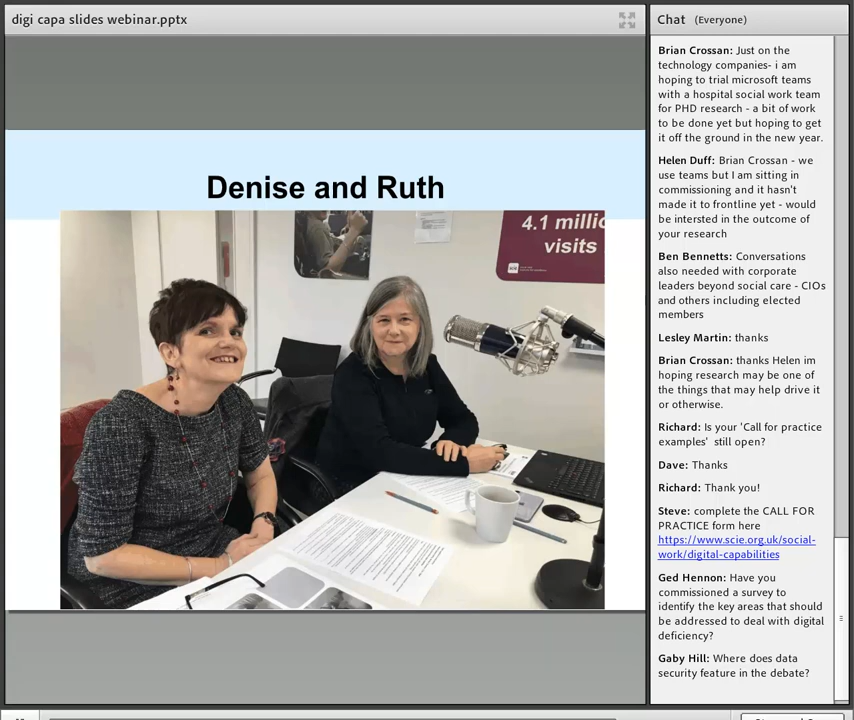 digi capa slides webinar.pptx
Denise and Ruth
4.1 millio
visits
Chat (Everyone)
Brian Crossan: Just on the
technology companies- i am
hoping to trial microsoft teams
with a hospital social work team
for PHD research - a bit of work
to be done yet but hoping to get
it off the ground in the new year.
Helen Duff: Brian Crossan - we
use teams but I am sitting in
commissioning and it hasn't
made it to frontline yet - would
be intersted in the outcome of
your research
Ben Bennetts: Conversations
also needed with corporate
leaders beyond social care - CIOs
and others including elected
members
Lesley Martin: thanks
Brian Crossan: thanks Helen im
hoping research may be one of
the things that may help drive it
or otherwise.
Richard: Is your 'Call for practice
examples' still open?
Dave: Thanks
Richard: Thank you!
Steve: complete the CALL FOR
PRACTICE form here
https://www.scie.org.uk/social-
work/digital-capabilities
Ged Hennon: Have you
commissioned a survey to
identify the key areas that should
be addressed to deal with digital
deficiency?
Gaby Hill: Where does data
security feature in the debate?